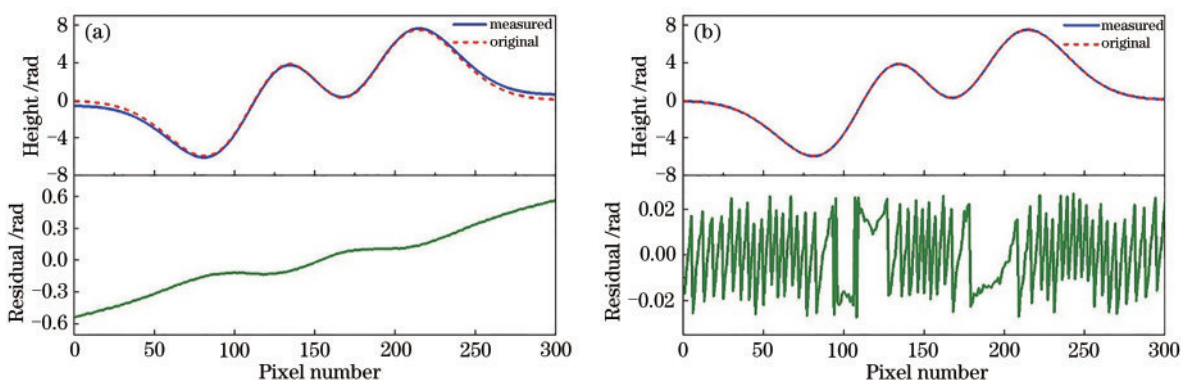 (a)
measured
original
Height /rad
8
4
0
−4
−8
Residual /rad
0.6
0.3
0.0
−0.3
−0.6
0 50 100 150 200 250 300
Pixel number
(b)
measured
original
Height /rad
8
4
0
−4
8
Residual /rad
0.02
0.00
−0.02
0 50 100 150 200 250 300
Pixel number